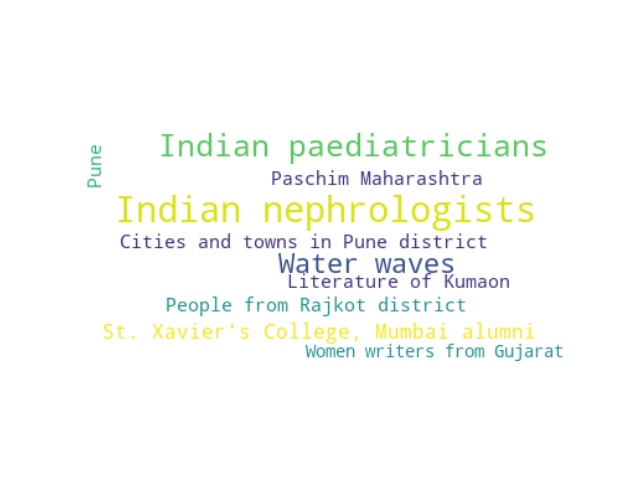 Indian paediatricians
Pune
Paschim Maharashtra
Indian nephrologists
Cities and towns in Pune district
Water waves
Literature of Kumaon
People from Rajkot district
St. Xavier's College, Mumbai alumni
Women writers from Gujarat